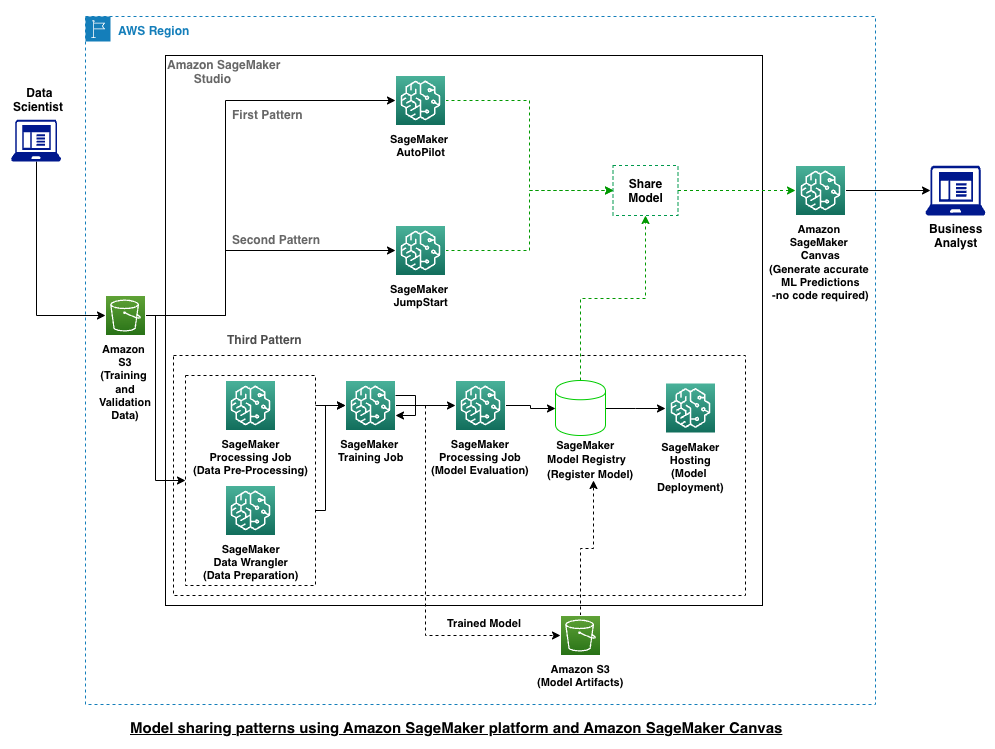 AWS Region
Amazon SageMaker
Studio
Data
Scientist
First Pattern
SageMaker
AutoPilot
Second Pattern
SageMaker
JumpStart
Share
Model
Amazon
SageMaker
Canvas
(Generate accurate
ML Predictions
-no code required)
Business
Analyst
Amazon
S3
(Training
and
Validation
Data)
Third Pattern
SageMaker
Processing Job
(Data Pre-Processing)
SageMaker
Training Job
SageMaker
Processing Job
(Model Evaluation)
SageMaker
Model Registry
(Register Model)
SageMaker
Hosting
(Model
Deployment)
SageMaker
Data Wrangler
(Data Preparation)
Trained Model
Amazon S3
(Model Artifacts)
Model sharing patterns using Amazon SageMaker platform and Amazon SageMaker Canvas